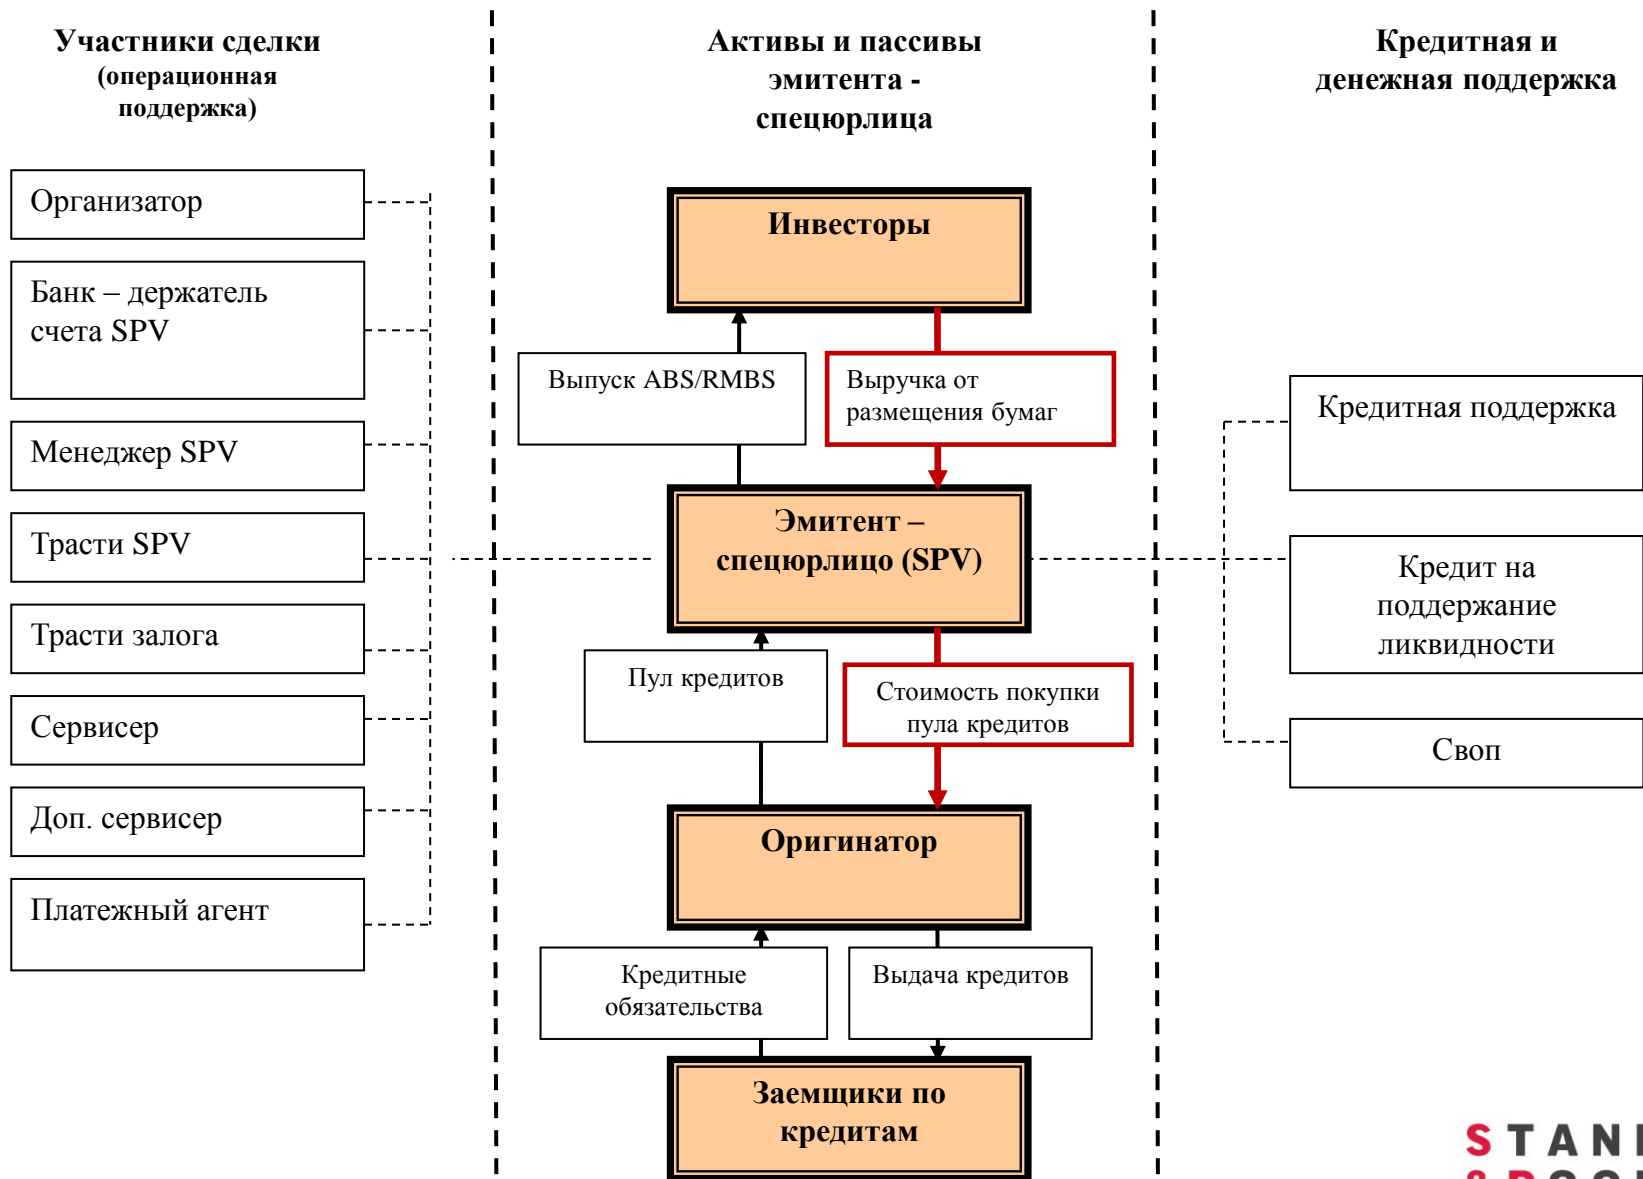 Участники сделки
(операционная
поддержка)
Организатор
Банк – держатель
счета SPV
Менеджер SPV
Трасти SPV
Трасти залога
Сервисер
Доп. сервисер
Платежный агент
Активы и пассивы
эмитента -
спецюрлица
Инвесторы
Выпуск ABS/RMBS
Выручка от
размещения бумаг
Эмитент –
спецюрлицо (SPV)
Пул кредитов
Стоимость покупки
пула кредитов
Оригинатор
Кредитные
обязательства
Выдача кредитов
Заемщики по
кредитам
Кредитная и
денежная поддержка
Кредитная поддержка
Кредит на
поддержание
ликвидности
Своп